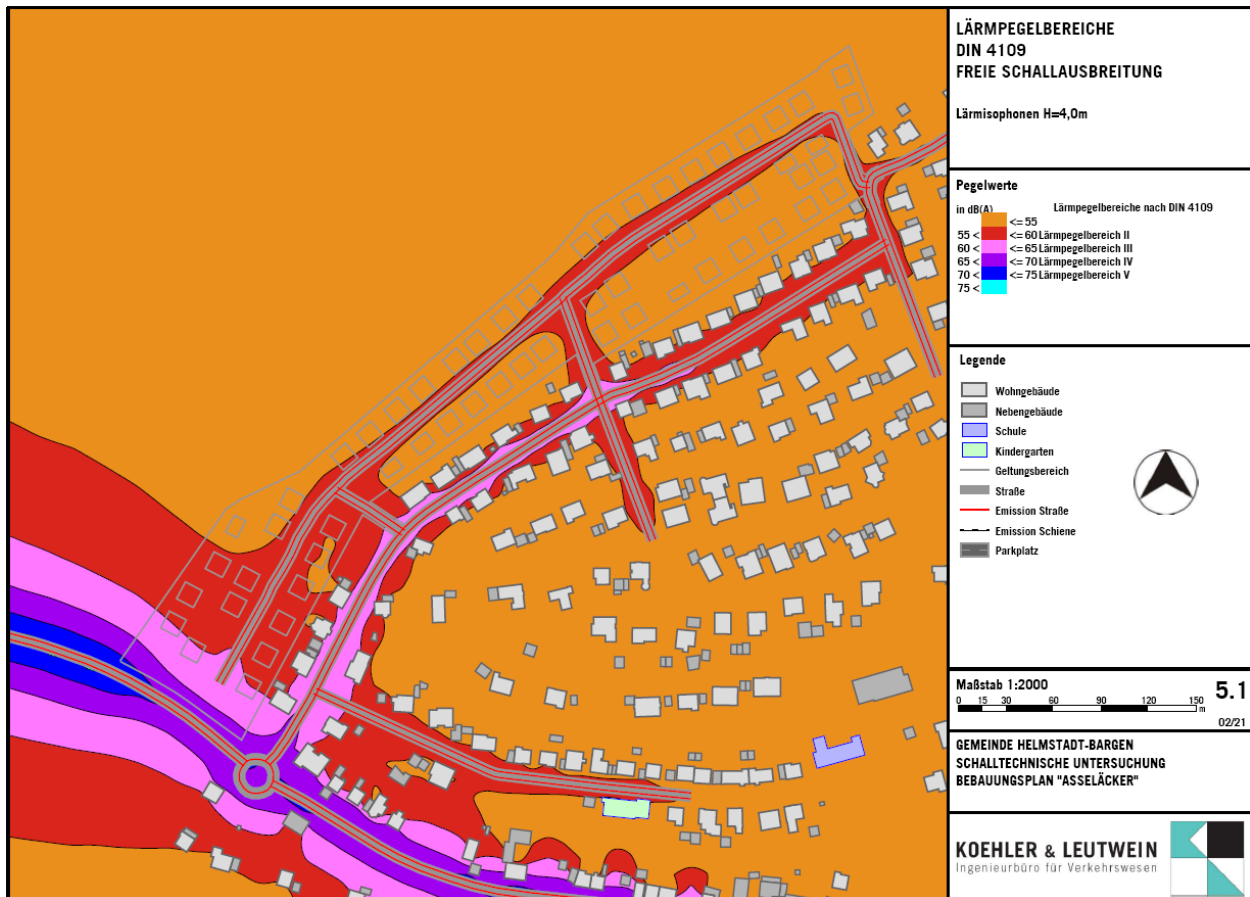 LÄRMPEGELBEREICHE
DIN 4109
FREIE SCHALLAUSBREITUNG
Lärmisophonen H=4,0m
Pegelwerte
in dB(A) Lärmpegelbereiche nach DIN 4109
<= 55
55 < <= 60 Lärmpegelbereich II
60 < <= 65 Lärmpegelbereich III
65 < <= 70 Lärmpegelbereich IV
70 < <= 75 Lärmpegelbereich V
75 <
Legende
Wohngebäude
Nebengebäude
Schule
Kindergarten
Geltungsbereich
Straße
Emission Straße
Emission Schiene
Parkplatz
Maßstab 1:2000
0 15 30 60 90 120 150
m
5.1
02/21
GEMEINDE HELMSTADT-BARGEN
SCHALLTECHNISCHE UNTERSUCHUNG
BEBAUUNGSPLAN "ASSELÄCKER"
KOEHLER & LEUTWEIN
Ingenieurbüro für Verkehrswesen